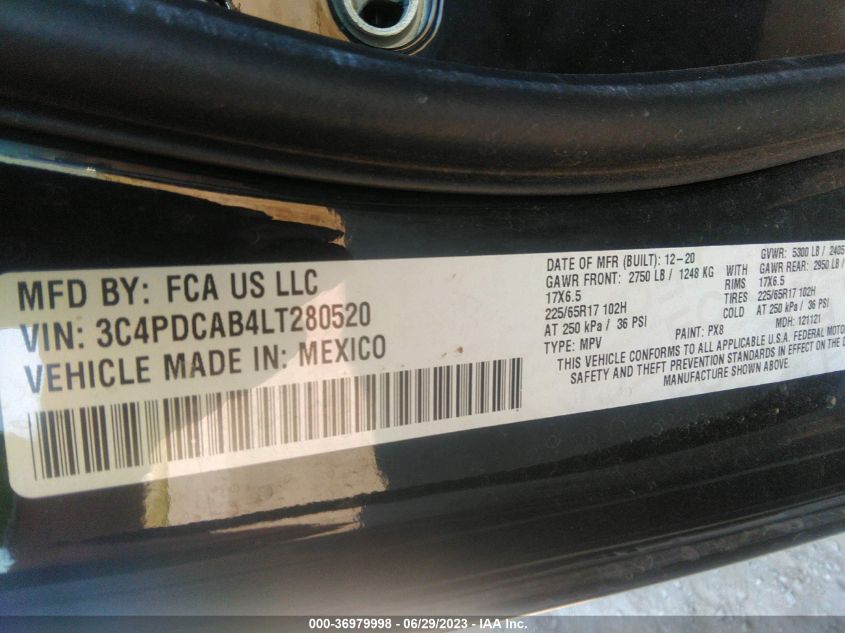 MFD BY: FCA US LLC
VIN: 3C4PDCAB4LT280520
VEHICLE MADE IN: MEXICO
DATE OF MFR (BUILT): 12-20 GVWR: 5300 LB / 2405
GAWR FRONT: 2750 LB / 1248 KG WITH GAWR REAR: 2950 LB /
17X6.5 RIMS 17X6.5
225/65R17 102H TIRES 225/65R17 102H
AT 250 kPa / 36 PSI COLD AT 250 kPa / 36 PSI
TYPE: MPV PAINT: PX8 MDH: 121121
THIS VEHICLE CONFORMS TO ALL APPLICABLE U.S.A. FEDERAL MOTOR
SAFETY AND THEFT PREVENTION STANDARDS IN EFFECT ON THE D
MANUFACTURE SHOWN ABOVE.
000-36979998 - 06/29/2023 - IAA Inc.